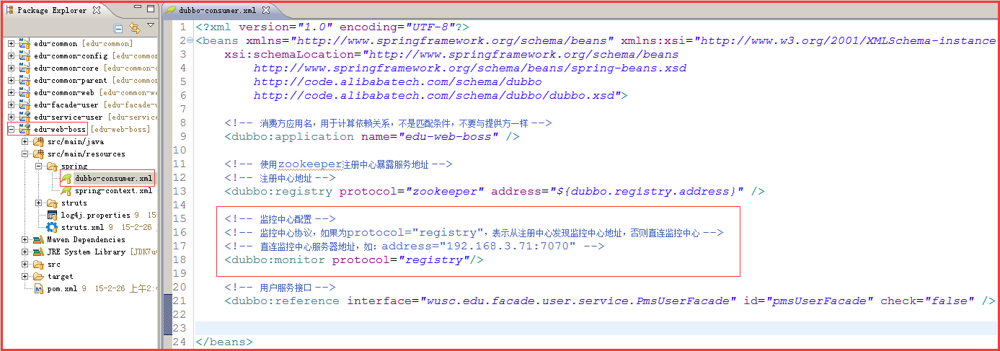 Package Explorer
edu-common [edu-common]
edu-common-config [edu-common-
edu-common-core [edu-common-
edu-common-parent [edu-common-
edu-common-web [edu-common-we
edu-facade-user [edu-facade-u
edu-service-user [edu-service
edu-web-boss [edu-web-boss]
src/main/java
src/main/resources
spring
dubbo-consumer.xml
spring-context.xml
struts
log4j.properties 9 15-
struts.xml 9 15-2-26
Maven Dependencies
JRE System Library [JDK7u
src
target
pom.xml 9 15-2-26 上午2:
dubbo-consumer.xml
1 <?xml version="1.0" encoding="UTF-8"?>
2 <beans xmlns="http://www.springframework.org/schema/beans" xmlns:xsi="http://www.w3.org/2001/XMLSchema-instance
3 xsi:schemaLocation="http://www.springframework.org/schema/beans
4 http://www.springframework.org/schema/beans/spring-beans.xsd
5 http://code.alibabatech.com/schema/dubbo
6 http://code.alibabatech.com/schema/dubbo/dubbo.xsd">
7
8 <!-- 消费方应用名，用于计算依赖关系，不是匹配条件，不要与提供方一样 -->
9 <dubbo:application name="edu-web-boss" />
10
11 <!-- 使用zookeeper注册中心暴露服务地址 -->
12 <!-- 注册中心地址 -->
13 <dubbo:registry protocol="zookeeper" address="${dubbo.registry.address}" />
14
15 <!-- 监控中心配置 -->
16 <!-- 监控中心协议，如果为protocol="registry"，表示从注册中心发现监控中心地址，否则直连监控中心 -->
17 <!-- 直连监控中心服务器地址，如：address="192.168.3.71:7070" -->
18 <dubbo:monitor protocol="registry"/>
19
20 <!-- 用户服务接口 -->
21 <dubbo:reference interface="wusc.edu.facade.user.service.PmsUserFacade" id="pmsUserFacade" check="false" />
22
23
24 </beans>